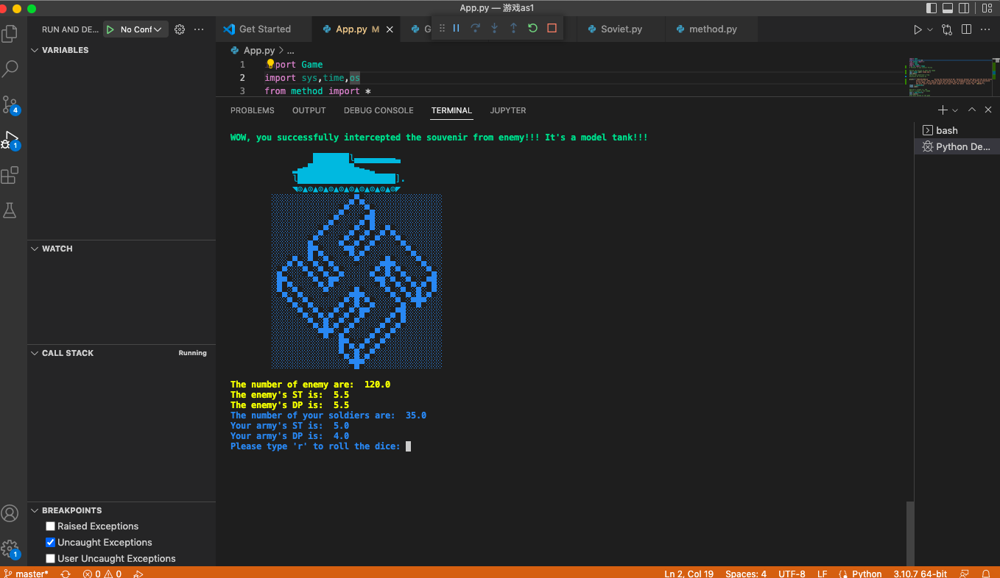 App.py — 游戏as1
RUN AND DE... No Conf
Get Started
App.py M
G
Soviet.py
method.py
VARIABLES
App.py > ...
1 import Game
2 import sys,time,os
3 from method import *
4
1
PROBLEMS OUTPUT DEBUG CONSOLE TERMINAL JUPYTER
bash
Python De...
WOW, you successfully intercepted the souvenir from enemy!!! It's a model tank!!!
WATCH
CALL STACK Running
The number of enemy are: 120.0
The enemy's ST is: 5.5
The enemy's DP is: 5.5
The number of your soldiers are: 35.0
Your army's ST is: 5.0
Your army's DP is: 4.0
Please type 'r' to roll the dice:
BREAKPOINTS
Raised Exceptions
Uncaught Exceptions
User Uncaught Exceptions
1
master* 0 0 Ln 2, Col 19 Spaces: 4 UTF-8 LF Python 3.10.7 64-bit